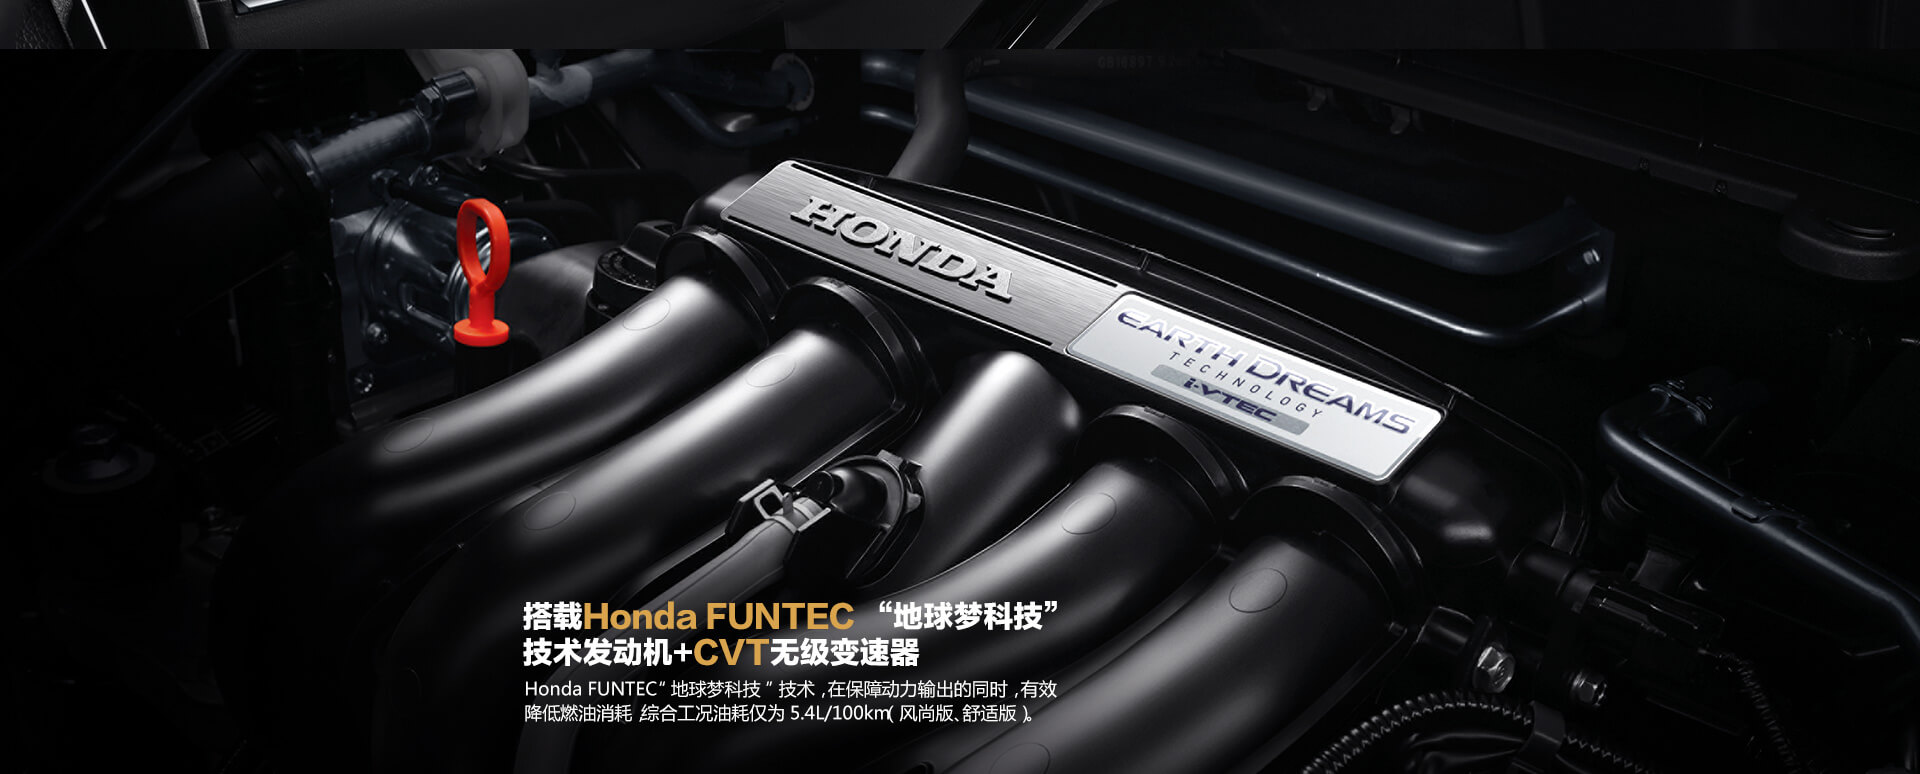 GB16897
HONDA
EARTH DREAMS
TECHNOLOGY
i-VTEC
搭载Honda FUNTEC “地球梦科技”
技术发动机+CVT无级变速器
Honda FUNTEC“ 地球梦科技 ” 技术 ,在保障动力输出的同时 ,有效
降低燃油消耗 ,综合工况油耗仅为 5.4L/100km( 风尚版、舒适版 )。